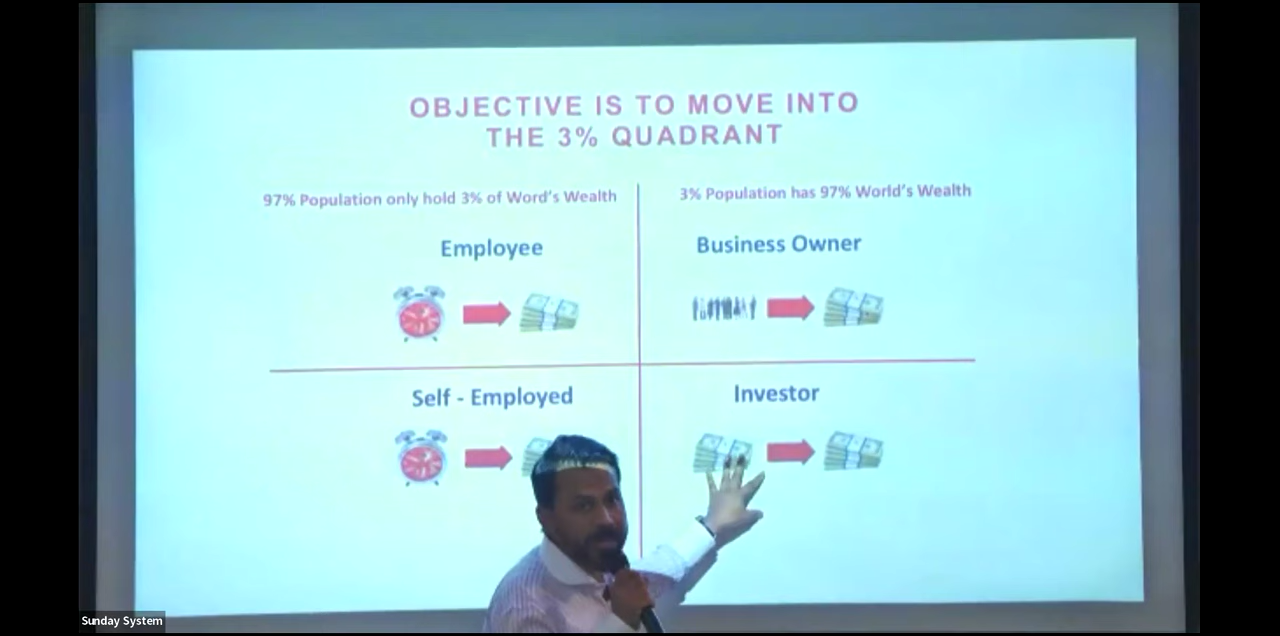 OBJECTIVE IS TO MOVE INTO
THE 3% QUADRANT
97% Population only hold 3% of Word's Wealth
3% Population has 97% World's Wealth
Employee
Business Owner
Self - Employed
Investor
Sunday System